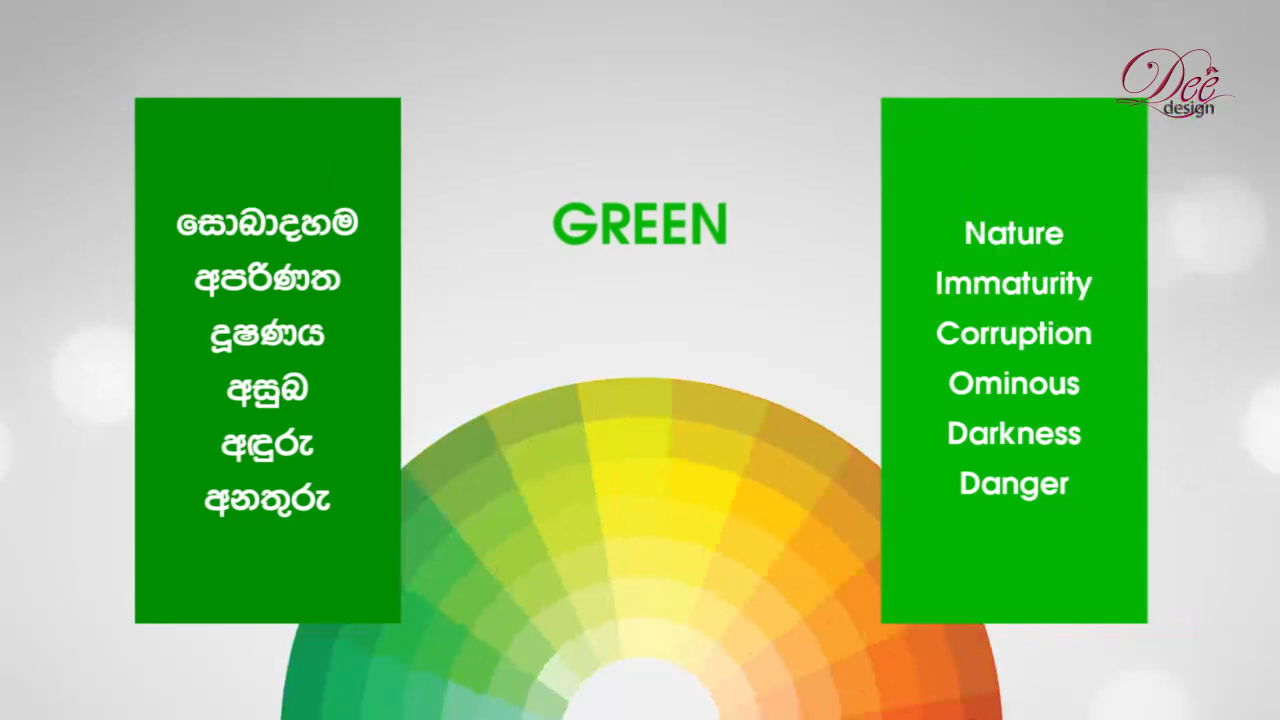 Dee
design
GREEN
සොබාදහම
අපරිණත
දූෂණය
අසුබ
අඳුරු
අනතුරු
Nature
Immaturity
Corruption
Ominous
Darkness
Danger